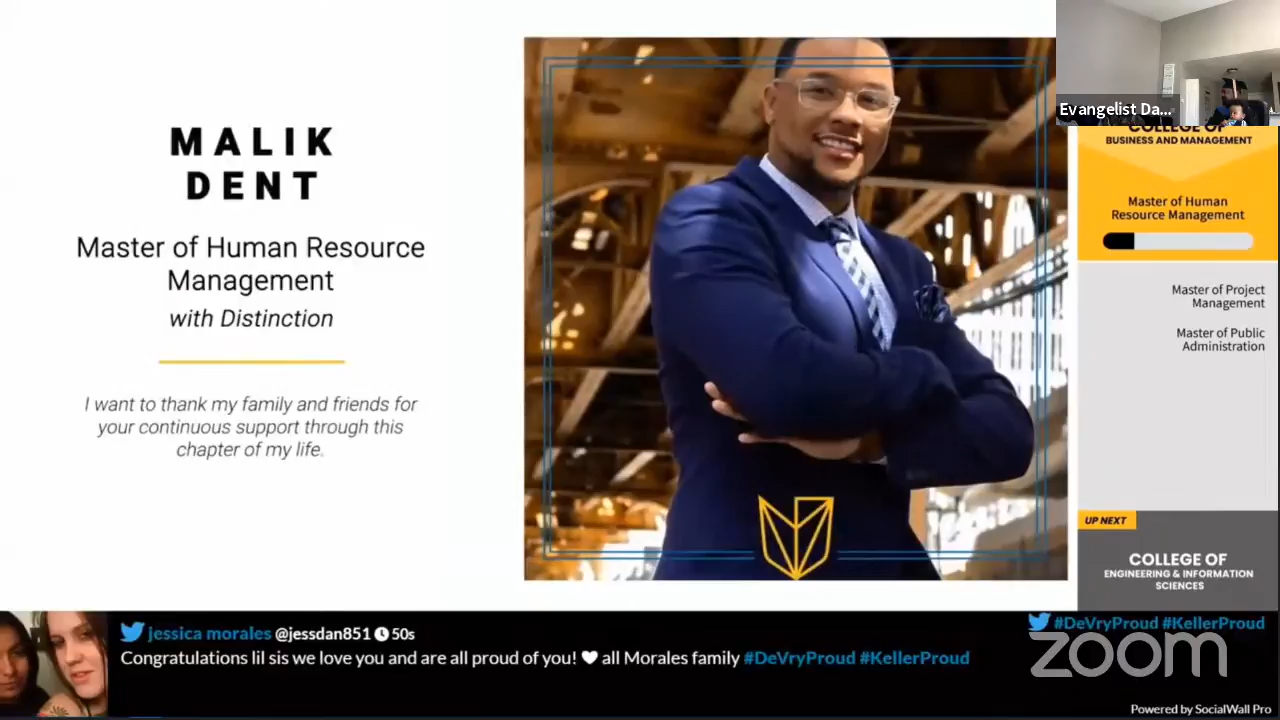 MALIK
DENT
Master of Human Resource
Management
with Distinction
I want to thank my family and friends for
your continuous support through this
chapter of my life.
Evangelist Da...
COLLEGE OF
BUSINESS AND MANAGEMENT
Master of Human
Resource Management
Master of Project
Management
Master of Public
Administration
UP NEXT
COLLEGE OF
ENGINEERING & INFORMATION
SCIENCES
jessica morales @jessdan851 50s
Congratulations lil sis we love you and are all proud of you! 🤍 all Morales family #DeVryProud #KellerProud
#DeVryProud #KellerProud
zoom
Powered by SocialWall Pro